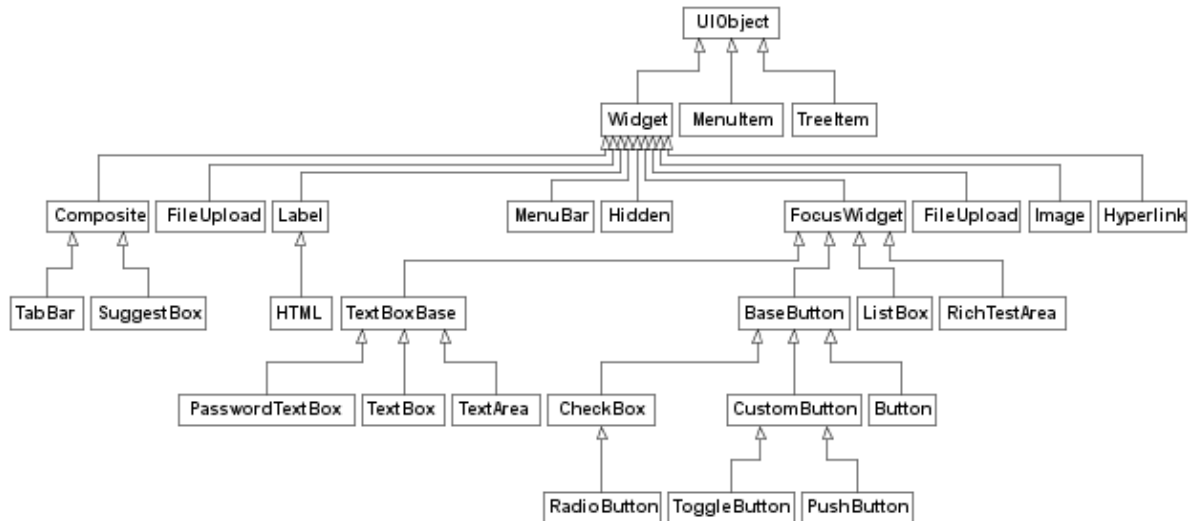 UIObject
Widget
MenuItem
TreeItem
Composite
FileUpload
Label
MenuBar
Hidden
FocusWidget
FileUpload
Image
Hyperlink
TabBar
SuggestBox
HTML
TextBoxBase
BaseButton
ListBox
RichTestArea
PasswordTextBox
TextBox
TextArea
CheckBox
CustomButton
Button
RadioButton
ToggleButton
PushButton